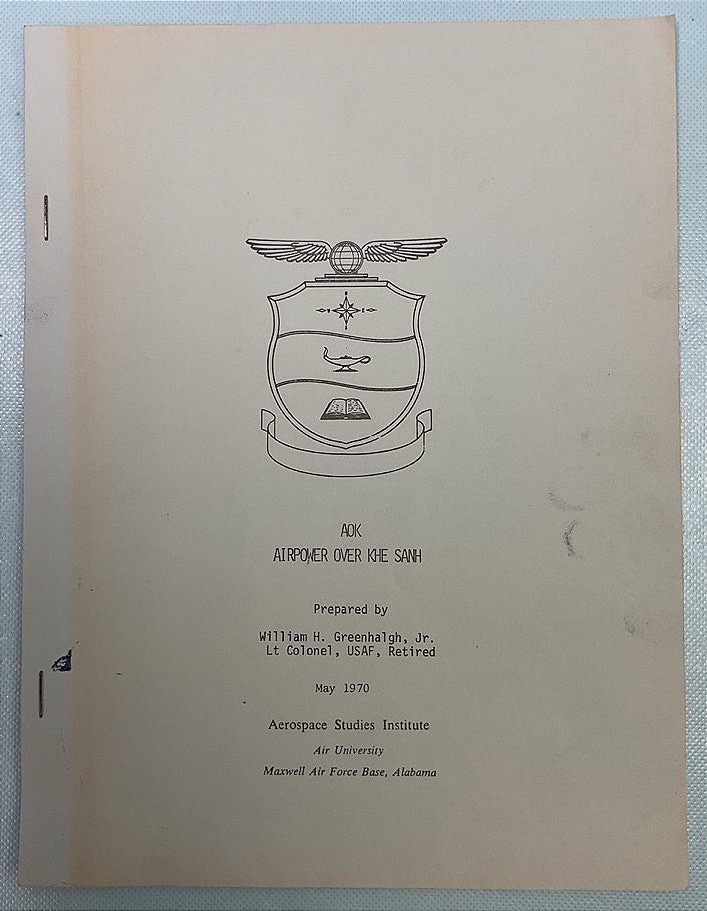 AOK
AIRPOWER OVER KHE SANH
Prepared by
William H. Greenhalgh, Jr.
Lt Colonel, USAF, Retired
May 1970
Aerospace Studies Institute
Air University
Maxwell Air Force Base, Alabama